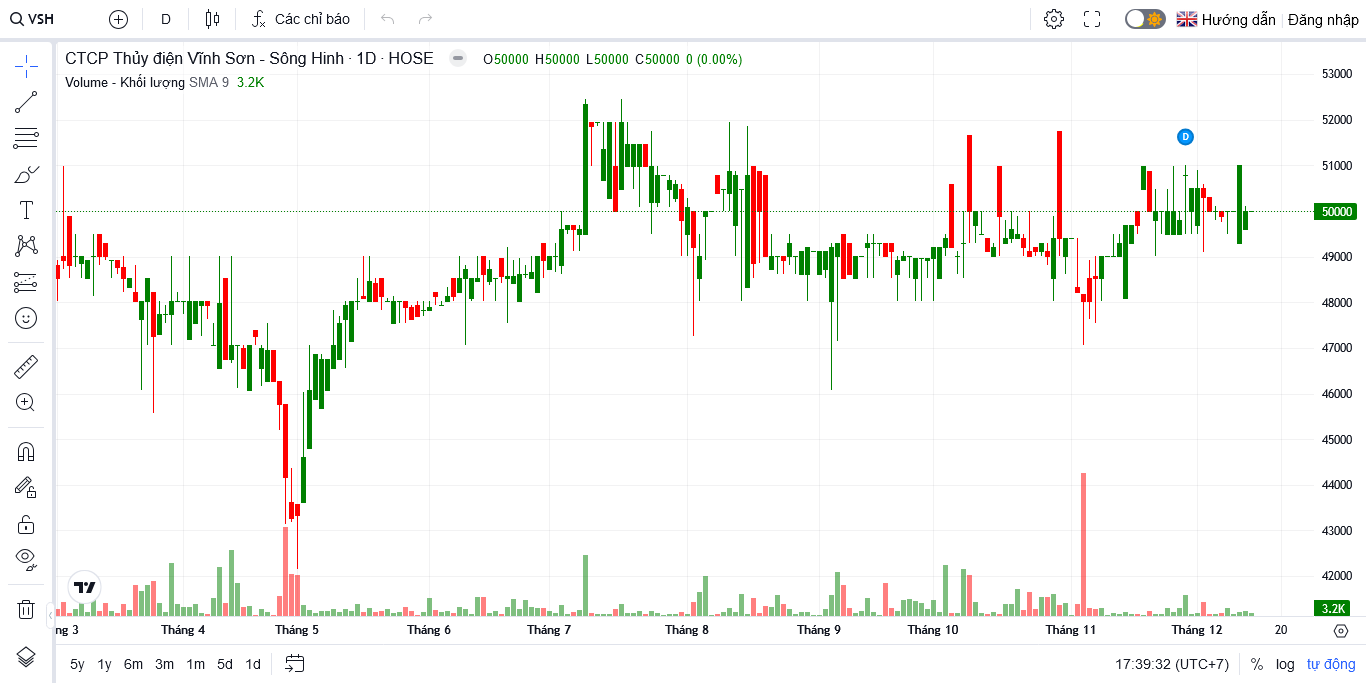 VSH D Các chỉ báo Hướng dẫn Đăng nhập
CTCP Thủy điện Vĩnh Sơn - Sông Hinh · 1D · HOSE O50000 H50000 L50000 C50000 0 (0.00%)
Volume - Khối lượng SMA 9 3.2K
53000
52000
D
51000
50000
49000
48000
47000
46000
45000
44000
43000
42000
3.2K
ng 3 Tháng 4 Tháng 5 Tháng 6 Tháng 7 Tháng 8 Tháng 9 Tháng 10 Tháng 11 Tháng 12 20
5y 1y 6m 3m 1m 5d 1d 17:39:32 (UTC+7) % log tự động